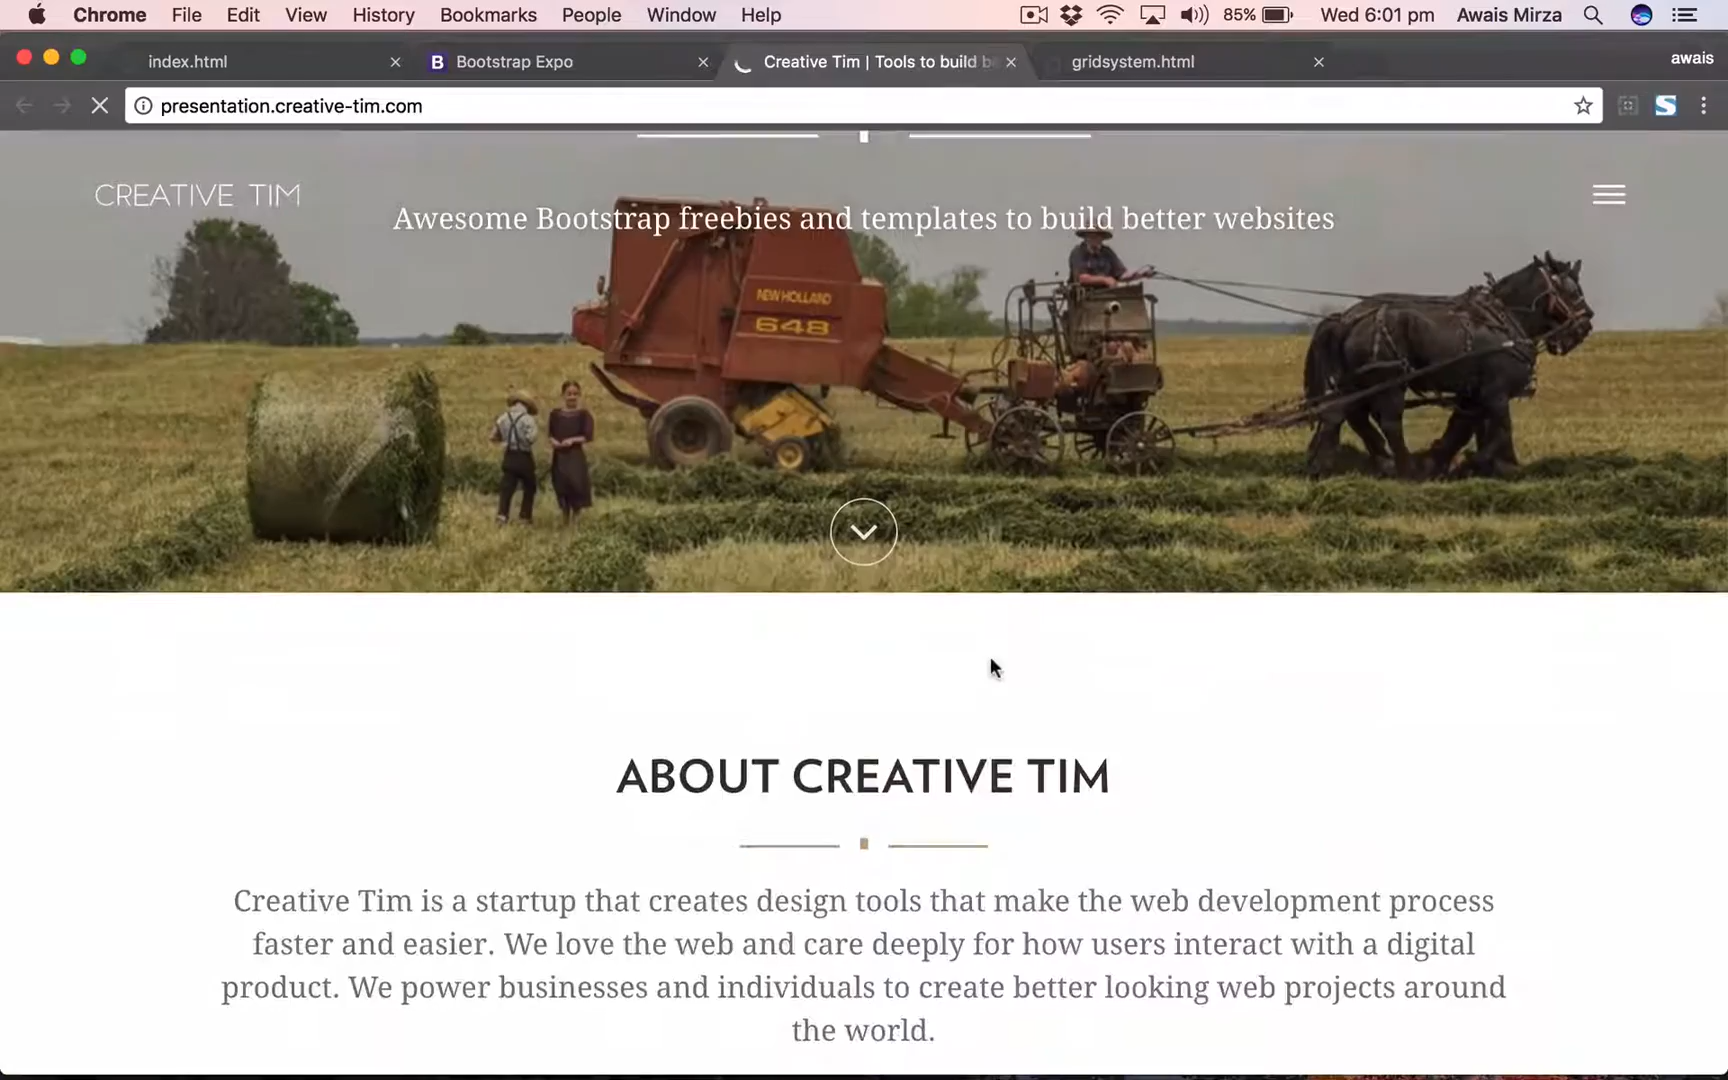 Chrome File Edit View History Bookmarks People Window Help 85% Wed 6:01 pm Awais Mirza
index.html Bootstrap Expo Creative Tim | Tools to build be gridsystem.html awais
presentation.creative-tim.com
CREATIVE TIM
Awesome Bootstrap freebies and templates to build better websites
NEW HOLLAND
648
ABOUT CREATIVE TIM
Creative Tim is a startup that creates design tools that make the web development process
faster and easier. We love the web and care deeply for how users interact with a digital
product. We power businesses and individuals to create better looking web projects around
the world.